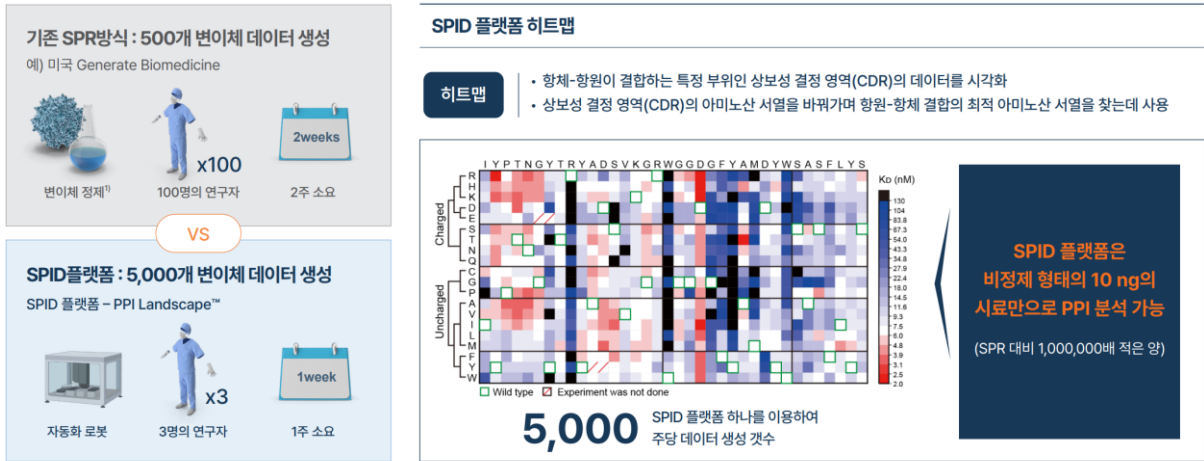 기존 SPR방식 : 500개 변이체 데이터 생성
예) 미국 Generate Biomedicine
2weeks
x100
변이체 정제1)
100명의 연구자
2주 소요
VS
SPID플랫폼 : 5,000개 변이체 데이터 생성
SPID 플랫폼 – PPI Landscape™
1week
x3
자동화 로봇
3명의 연구자
1주 소요
SPID 플랫폼 히트맵
히트맵
• 항체-항원이 결합하는 특정 부위인 상보성 결정 영역(CDR)의 데이터를 시각화
• 상보성 결정 영역(CDR)의 아미노산 서열을 바꿔가며 항원-항체 결합의 최적 아미노산 서열을 찾는데 사용
I Y P T N G Y T R Y A D S V K G R W G G D G F Y A M D Y W S A S F L Y S
Charged
R
H
K
D
E
S
T
N
Q
Uncharged
C
G
P
A
V
I
L
M
F
Y
W
KD (nM)
130
104
83.8
67.3
54.0
43.3
34.8
27.9
22.4
18.0
14.5
11.6
9.3
7.5
6.0
4.8
3.9
3.1
2.5
2.0
Wild type
Experiment was not done
5,000
SPID 플랫폼 하나를 이용하여
주당 데이터 생성 갯수
SPID 플랫폼은
비정제 형태의 10 ng의
시료만으로 PPI 분석 가능
(SPR 대비 1,000,000배 적은 양)